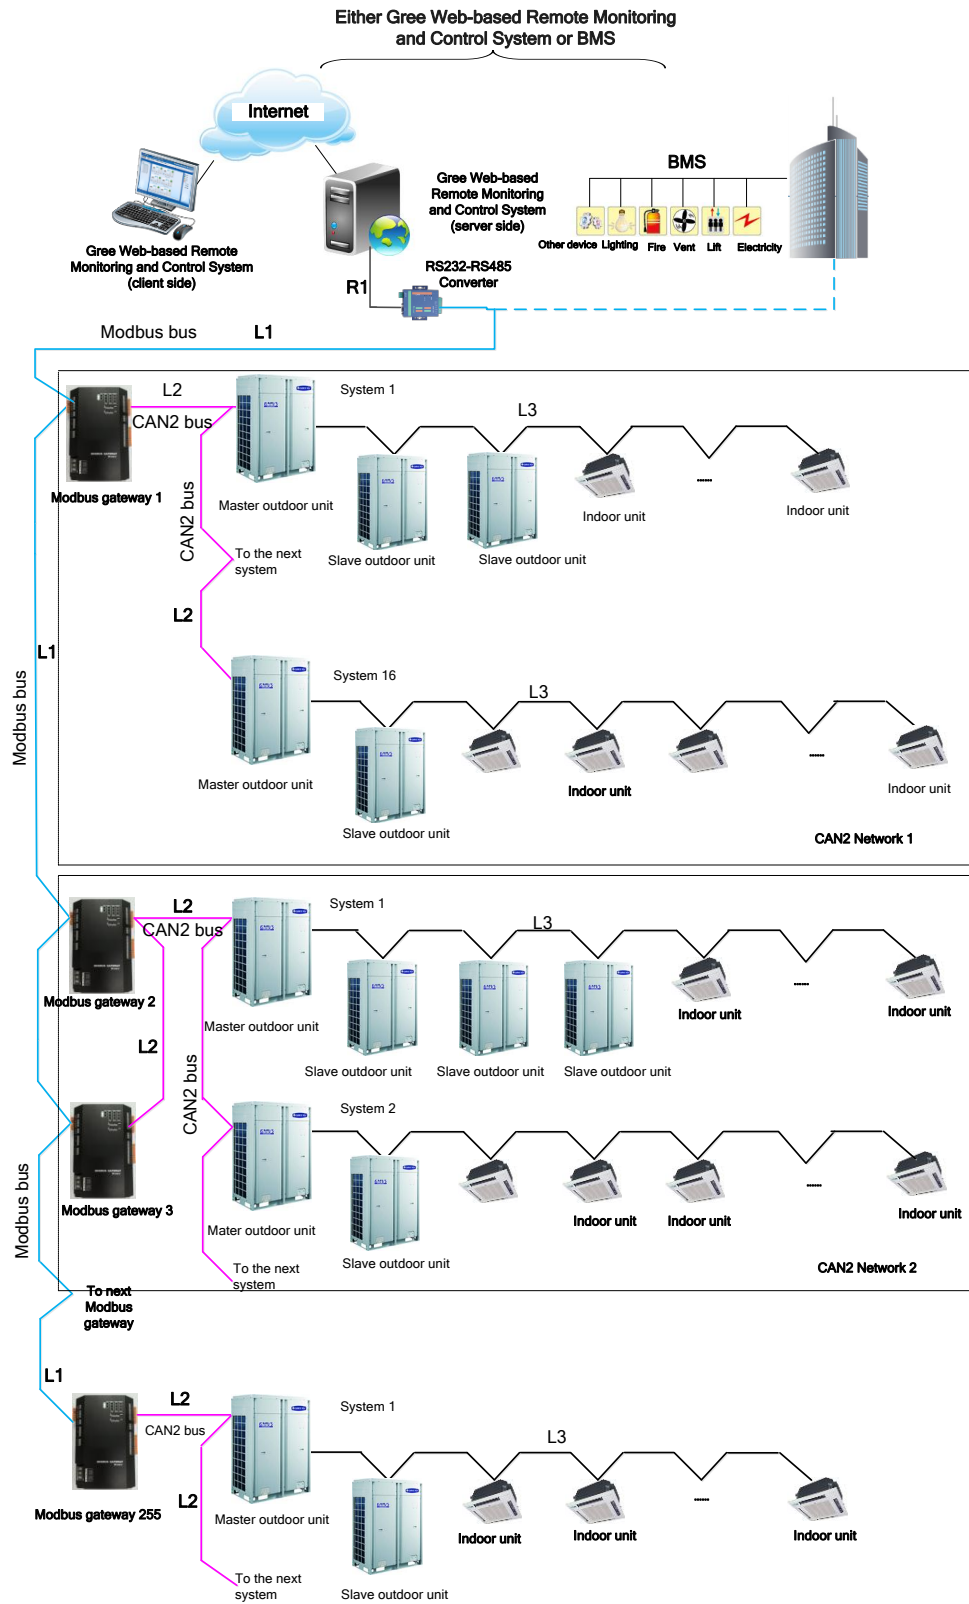 Either Gree Web-based Remote Monitoring
and Control System or BMS
Internet
BMS
Gree Web-based
Remote Monitoring
and Control System
(server side)
Other device
Lighting
Fire
Vent
Lift
Electricity
Gree Web-based Remote
Monitoring and Control System
(client side)
RS232-RS485
Converter
R1
Modbus bus
L1
L2
System 1
CAN2 bus
L3
Modbus gateway 1
Master outdoor unit
Indoor unit
Indoor unit
CAN2 bus
Slave outdoor unit
Slave outdoor unit
......
To the next
system
L2
L1
Modbus bus
System 16
L3
Master outdoor unit
Indoor unit
Indoor unit
......
Slave outdoor unit
CAN2 Network 1
L2
CAN2 bus
System 1
L3
Modbus gateway 2
Master outdoor unit
Indoor unit
Indoor unit
......
L2
CAN2 bus
Slave outdoor unit
Slave outdoor unit
Slave outdoor unit
System 2
Modbus bus
Modbus gateway 3
Mater outdoor unit
Indoor unit
Indoor unit
Indoor unit
......
Slave outdoor unit
To the next
system
CAN2 Network 2
To next
Modbus
gateway
L1
L2
CAN2 bus
System 1
L3
L2
Modbus gateway 255
Master outdoor unit
Indoor unit
Indoor unit
Indoor unit
......
To the next
system
Slave outdoor unit